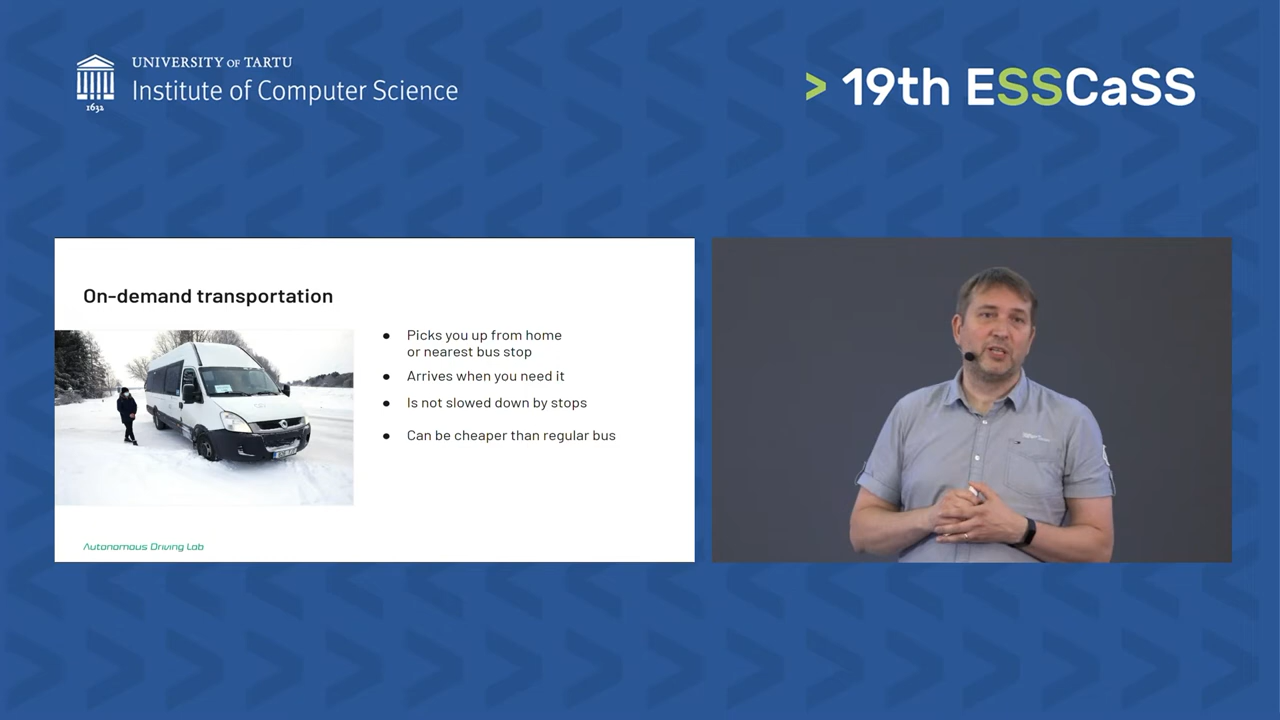 UNIVERSITY OF TARTU
Institute of Computer Science
1632
> 19th ESSCaSS
On-demand transportation
● Picks you up from home
or nearest bus stop
● Arrives when you need it
● Is not slowed down by stops
● Can be cheaper than regular bus
Autonomous Driving Lab